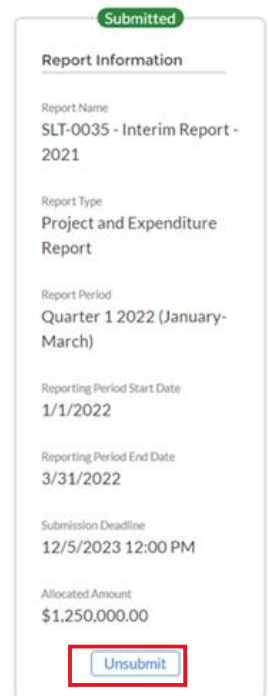 Submitted
Report Information
Report Name
SLT-0035 - Interim Report -
2021
Report Type
Project and Expenditure
Report
Report Period
Quarter 1 2022 (January-
March)
Reporting Period Start Date
1/1/2022
Reporting Period End Date
3/31/2022
Submission Deadline
12/5/2023 12:00 PM
Allocated Amount
$1,250,000.00
Unsubmit